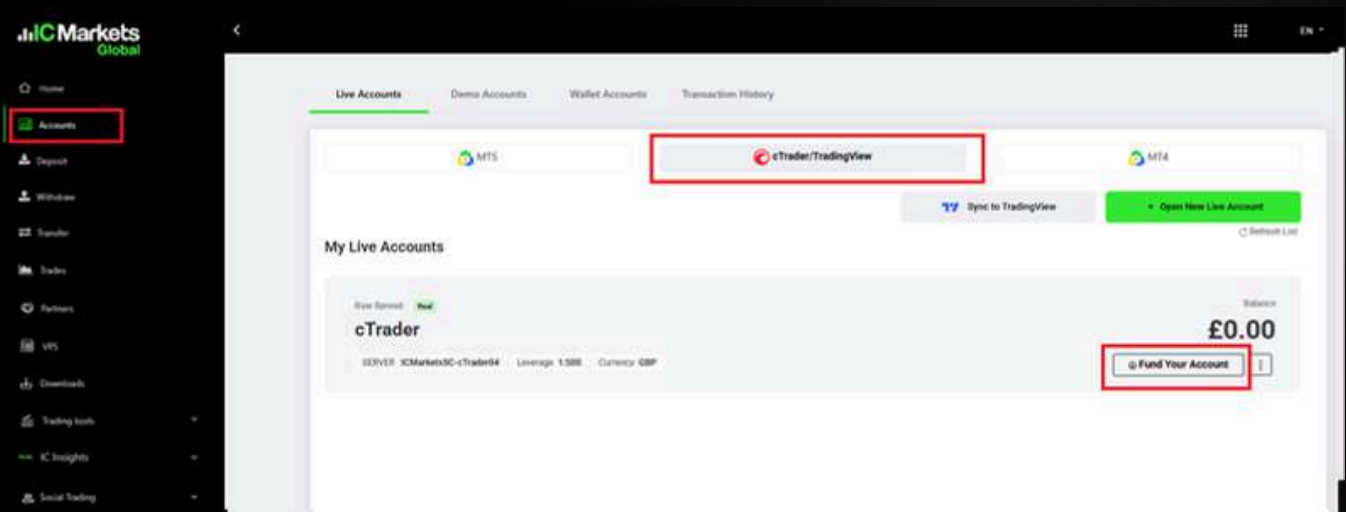 IC Markets
Global
EN
Home
Accounts
Deposit
Withdraw
Transfer
Trades
Partners
VPS
Downloads
Trading tools
IC Insights
Social Trading
Live Accounts
Demo Accounts
Wallet Accounts
Transaction History
MT5
cTrader/TradingView
MT4
Sync to TradingView
+ Open New Live Account
Refresh List
My Live Accounts
Raw Spread Real
Balance
cTrader
£0.00
SERVER ICMarketsSC-cTrader04 Leverage 1:500 Currency GBP
Fund Your Account